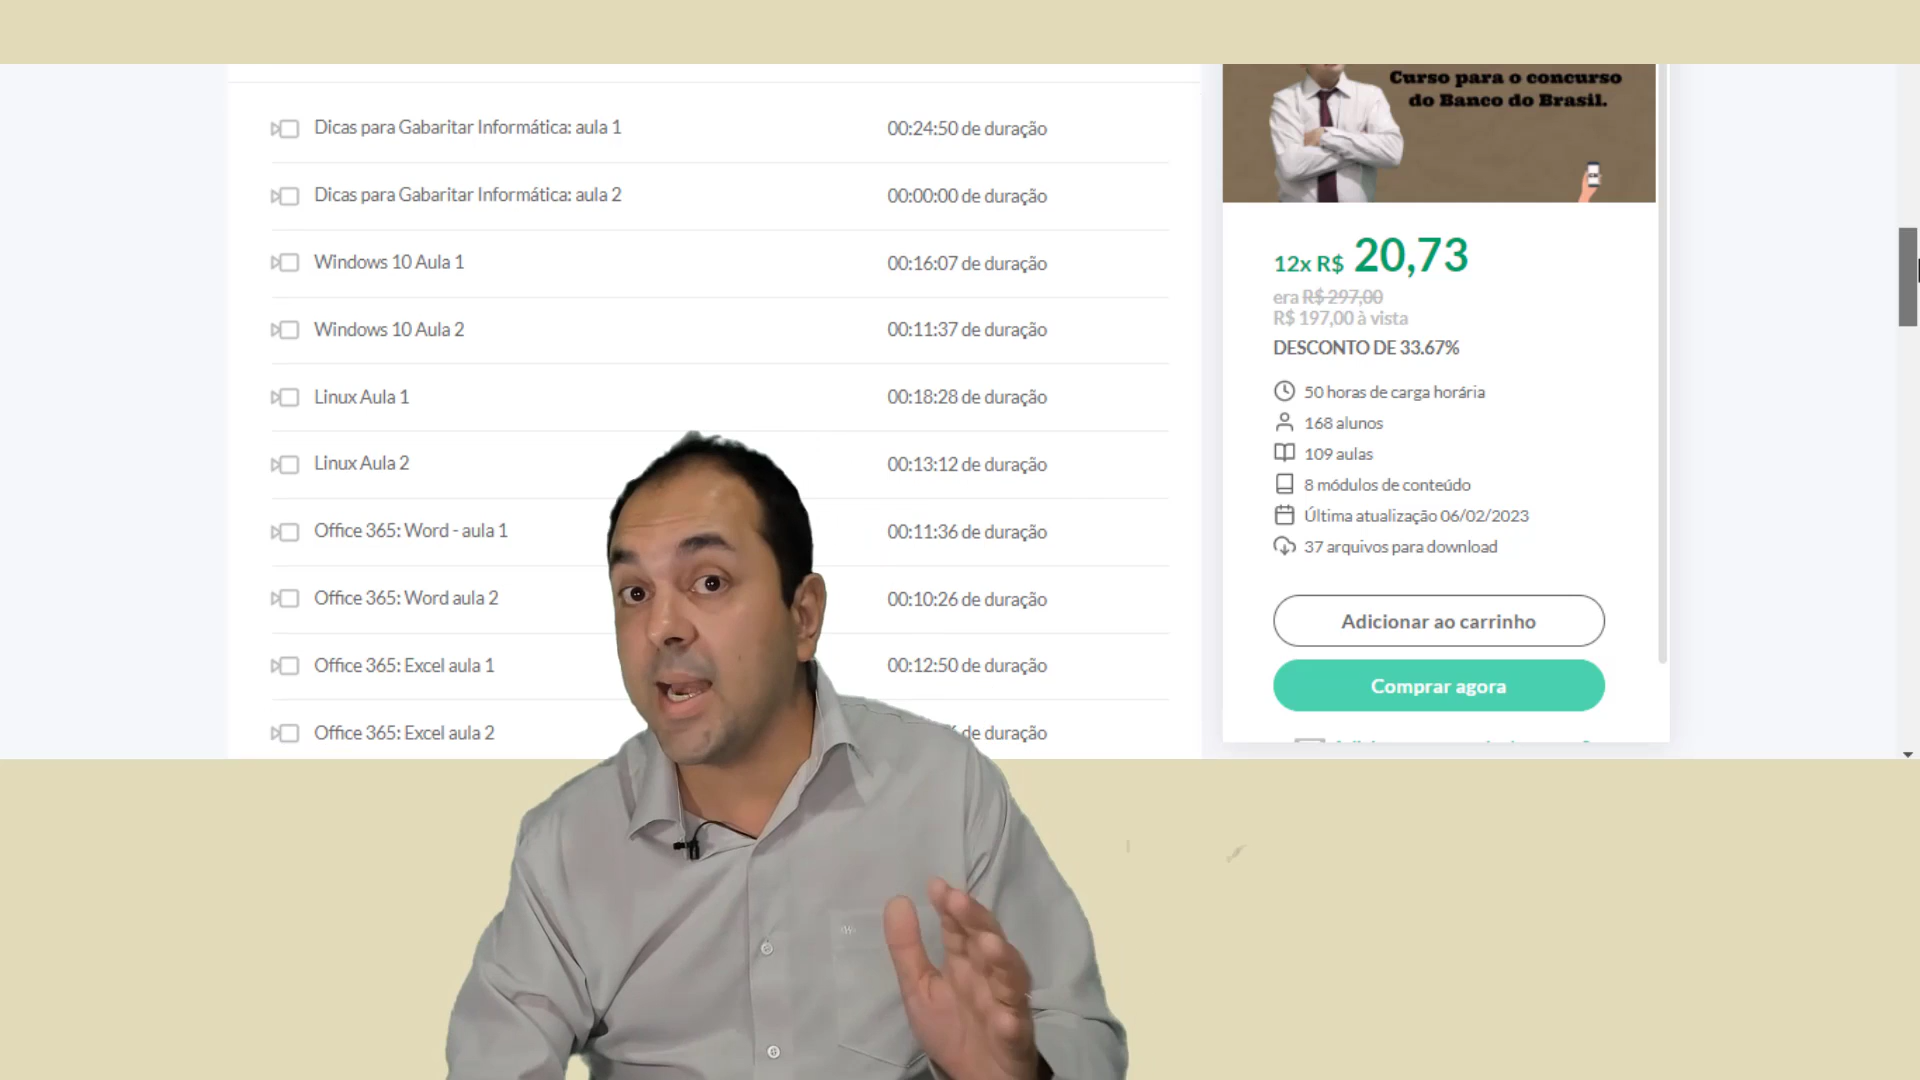 Dicas para Gabaritar Informática: aula 1 00:24:50 de duração
Dicas para Gabaritar Informática: aula 2 00:00:00 de duração
Windows 10 Aula 1 00:16:07 de duração
Windows 10 Aula 2 00:11:37 de duração
Linux Aula 1 00:18:28 de duração
Linux Aula 2 00:13:12 de duração
Office 365: Word - aula 1 00:11:36 de duração
Office 365: Word aula 2 00:10:26 de duração
Office 365: Excel aula 1 00:12:50 de duração
Office 365: Excel aula 2 de duração
Curso para o concurso
do Banco do Brasil.
12x R$ 20,73
era R$ 297,00
R$ 197,00 à vista
DESCONTO DE 33.67%
50 horas de carga horária
168 alunos
109 aulas
8 módulos de conteúdo
Última atualização 06/02/2023
37 arquivos para download
Adicionar ao carrinho
Comprar agora